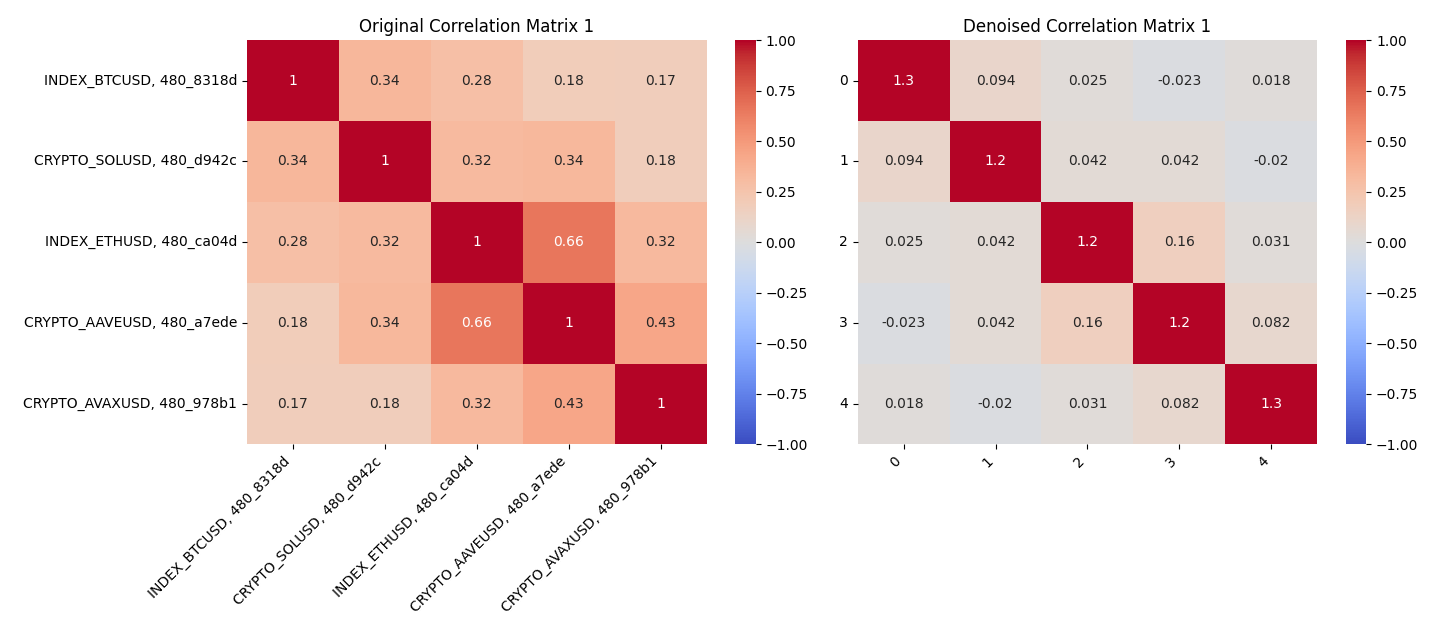 Original Correlation Matrix 1
INDEX_BTCUSD, 480_8318d 1 0.34 0.28 0.18 0.17
CRYPTO_SOLUSD, 480_d942c 0.34 1 0.32 0.34 0.18
INDEX_ETHUSD, 480_ca04d 0.28 0.32 1 0.66 0.32
CRYPTO_AAVEUSD, 480_a7ede 0.18 0.34 0.66 1 0.43
CRYPTO_AVAXUSD, 480_978b1 0.17 0.18 0.32 0.43 1
INDEX_BTCUSD, 480_8318d
CRYPTO_SOLUSD, 480_d942c
INDEX_ETHUSD, 480_ca04d
CRYPTO_AAVEUSD, 480_a7ede
CRYPTO_AVAXUSD, 480_978b1
1.00
0.75
0.50
0.25
0.00
−0.25
−0.50
−0.75
−1.00
Denoised Correlation Matrix 1
0 1.3 0.094 0.025 -0.023 0.018
1 0.094 1.2 0.042 0.042 -0.02
2 0.025 0.042 1.2 0.16 0.031
3 -0.023 0.042 0.16 1.2 0.082
4 0.018 -0.02 0.031 0.082 1.3
0 1 2 3 4
1.00
0.75
0.50
0.25
0.00
−0.25
−0.50
−0.75
−1.00